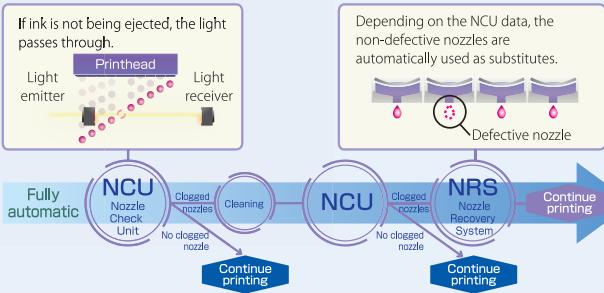 If ink is not being ejected, the light
passes through.
Printhead
Light
emitter
Light
receiver
Depending on the NCU data, the
non-defective nozzles are
automatically used as substitutes.
Defective nozzle
Fully
automatic
NCU
Nozzle
Check
Unit
Clogged
nozzles
No clogged
nozzle
Cleaning
NCU
Clogged
nozzles
No clogged
nozzle
NRS
Nozzle
Recovery
System
Continue
printing
Continue
printing
Continue
printing